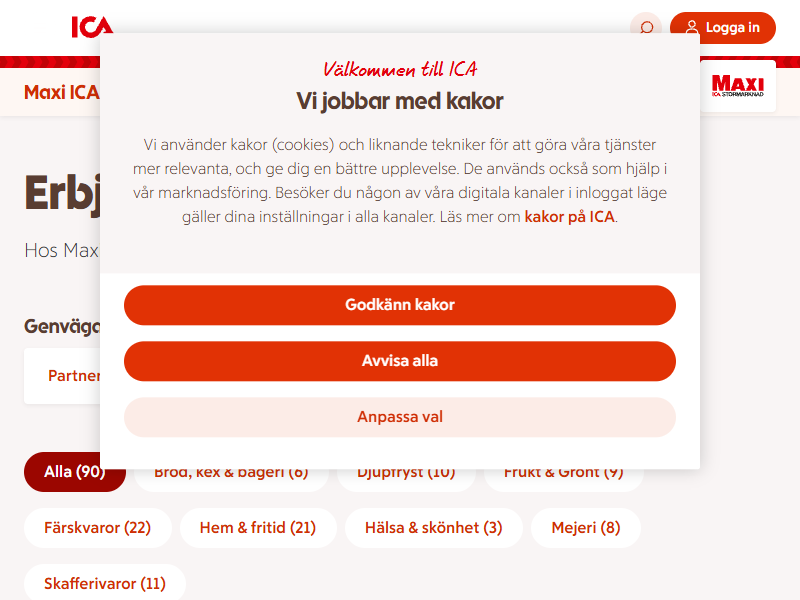 ICA
Logga in
Maxi ICA
MAXI
ICA STORMARKNAD
Välkommen till ICA
Vi jobbar med kakor
Vi använder kakor (cookies) och liknande tekniker för att göra våra tjänster
mer relevanta, och ge dig en bättre upplevelse. De används också som hjälp i
vår marknadsföring. Besöker du någon av våra digitala kanaler i inloggat läge
gäller dina inställningar i alla kanaler. Läs mer om kakor på ICA.
Godkänn kakor
Avvisa alla
Anpassa val
Erbj
Hos Max
Genväga
Partner
Alla (90)
Bröd, kex & bageri (6)
Djupfryst (10)
Frukt & Grönt (9)
Färskvaror (22)
Hem & fritid (21)
Hälsa & skönhet (3)
Mejeri (8)
Skafferivaror (11)